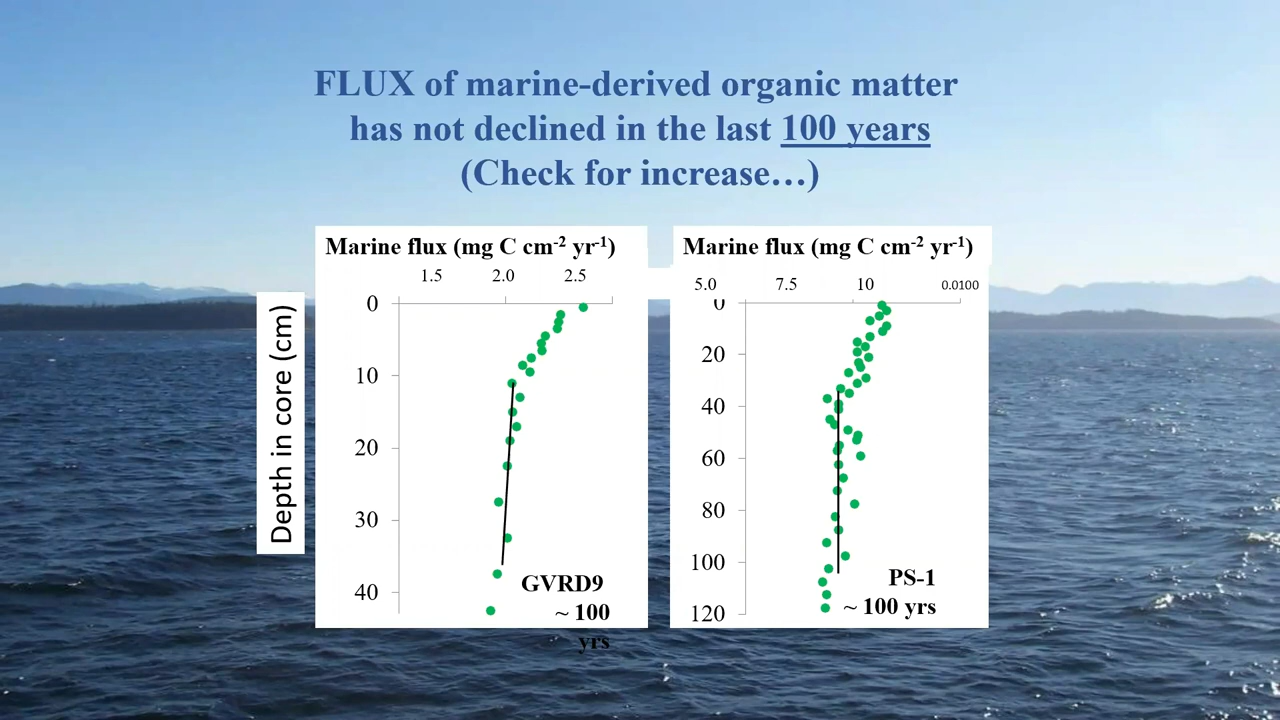 FLUX of marine-derived organic matter
has not declined in the last 100 years
(Check for increase…)
Marine flux (mg C cm-2 yr-1)
1.5 2.0 2.5
0
10
20
30
40
Depth in core (cm)
GVRD9
~ 100
yrs
Marine flux (mg C cm-2 yr-1)
5.0 7.5 10 0.0100
0
20
40
60
80
100
120
PS-1
~ 100 yrs